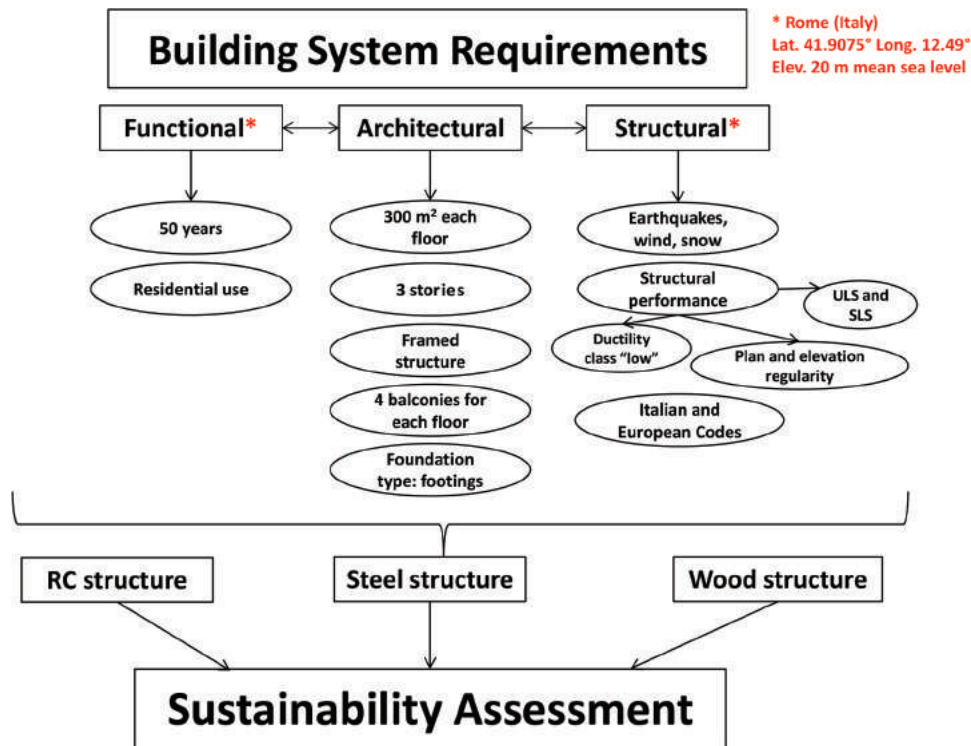 Building System Requirements
* Rome (Italy)
Lat. 41.9075° Long. 12.49°
Elev. 20 m mean sea level
Functional*
Architectural
Structural*
50 years
Residential use
300 m² each
floor
3 stories
Framed
structure
4 balconies for
each floor
Foundation
type: footings
Earthquakes,
wind, snow
Structural
performance
ULS and
SLS
Ductility
class "low"
Plan and elevation
regularity
Italian and
European Codes
RC structure
Steel structure
Wood structure
Sustainability Assessment